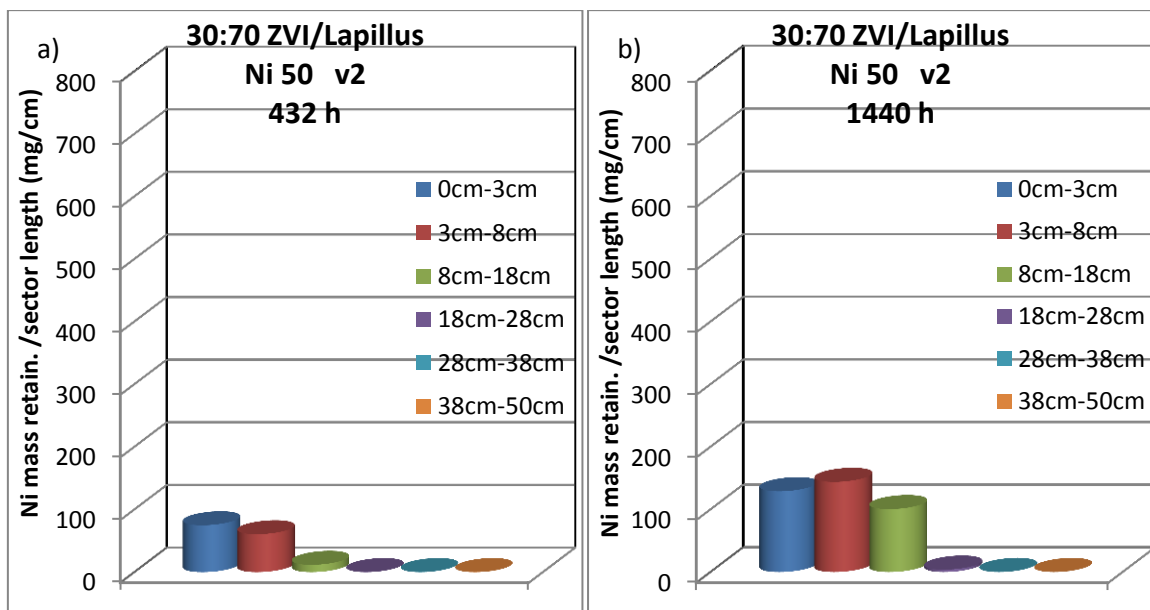 a)
30:70 ZVI/Lapillus
Ni 50 v2
432 h
Ni mass retain. /sector length (mg/cm)
800
700
600
500
400
300
200
100
0
0cm-3cm
3cm-8cm
8cm-18cm
18cm-28cm
28cm-38cm
38cm-50cm
b)
30:70 ZVI/Lapillus
Ni 50 v2
1440 h
Ni mass retain. /sector length (mg/cm)
800
700
600
500
400
300
200
100
0
0cm-3cm
3cm-8cm
8cm-18cm
18cm-28cm
28cm-38cm
38cm-50cm